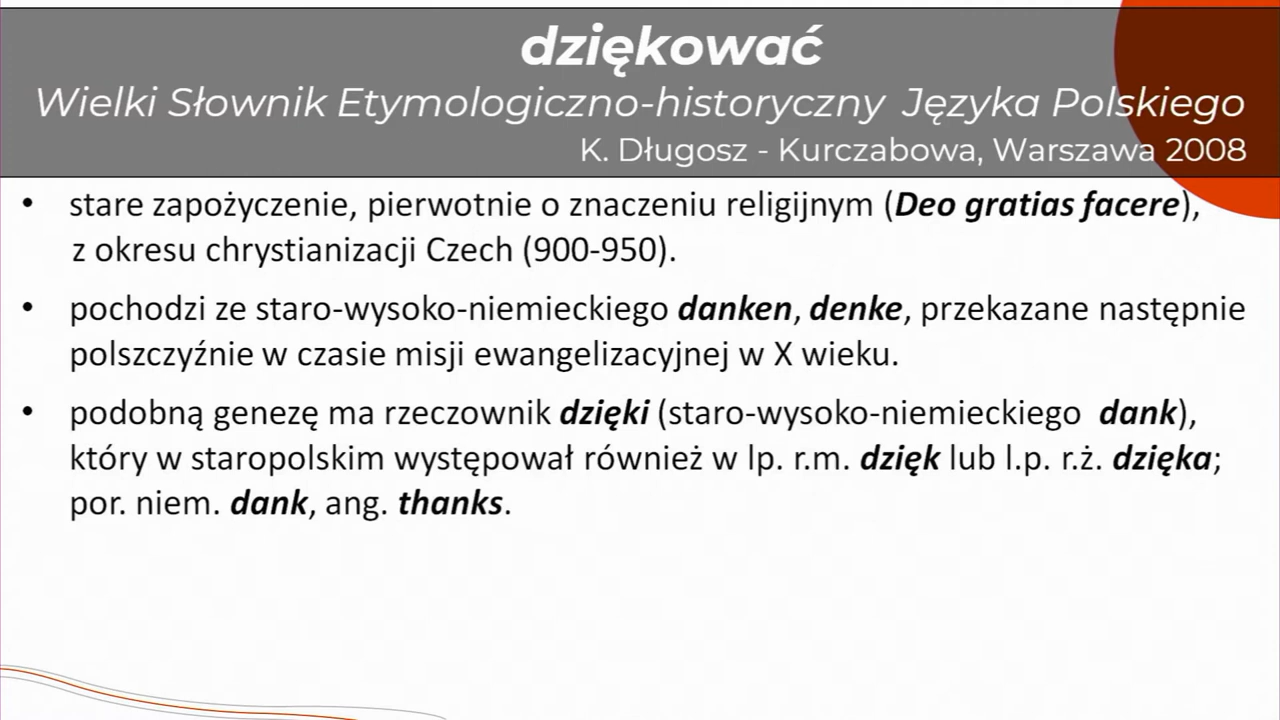 dziękować
Wielki Słownik Etymologiczno-historyczny Języka Polskiego
K. Długosz - Kurczabowa, Warszawa 2008
• stare zapożyczenie, pierwotnie o znaczeniu religijnym (Deo gratias facere),
z okresu chrystianizacji Czech (900-950).
• pochodzi ze staro-wysoko-niemieckiego danken, denke, przekazane następnie
polszczyźnie w czasie misji ewangelizacyjnej w X wieku.
• podobną genezę ma rzeczownik dzięki (staro-wysoko-niemieckiego dank),
który w staropolskim występował również w lp. r.m. dzięk lub l.p. r.ż. dzięka;
por. niem. dank, ang. thanks.